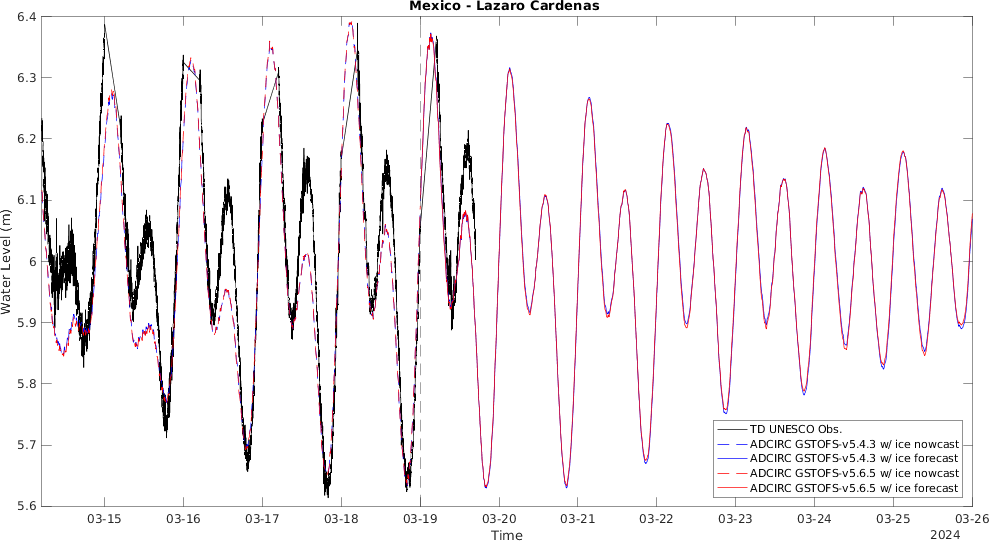 Mexico - Lazaro Cardenas
6.4
6.3
6.2
6.1
6
5.9
5.8
5.7
5.6
Water Level (m)
TD UNESCO Obs.
ADCIRC GSTOFS-v5.4.3 w/ ice nowcast
ADCIRC GSTOFS-v5.4.3 w/ ice forecast
ADCIRC GSTOFS-v5.6.5 w/ ice nowcast
ADCIRC GSTOFS-v5.6.5 w/ ice forecast
03-15 03-16 03-17 03-18 03-19 03-20 03-21 03-22 03-23 03-24 03-25 03-26
Time
2024